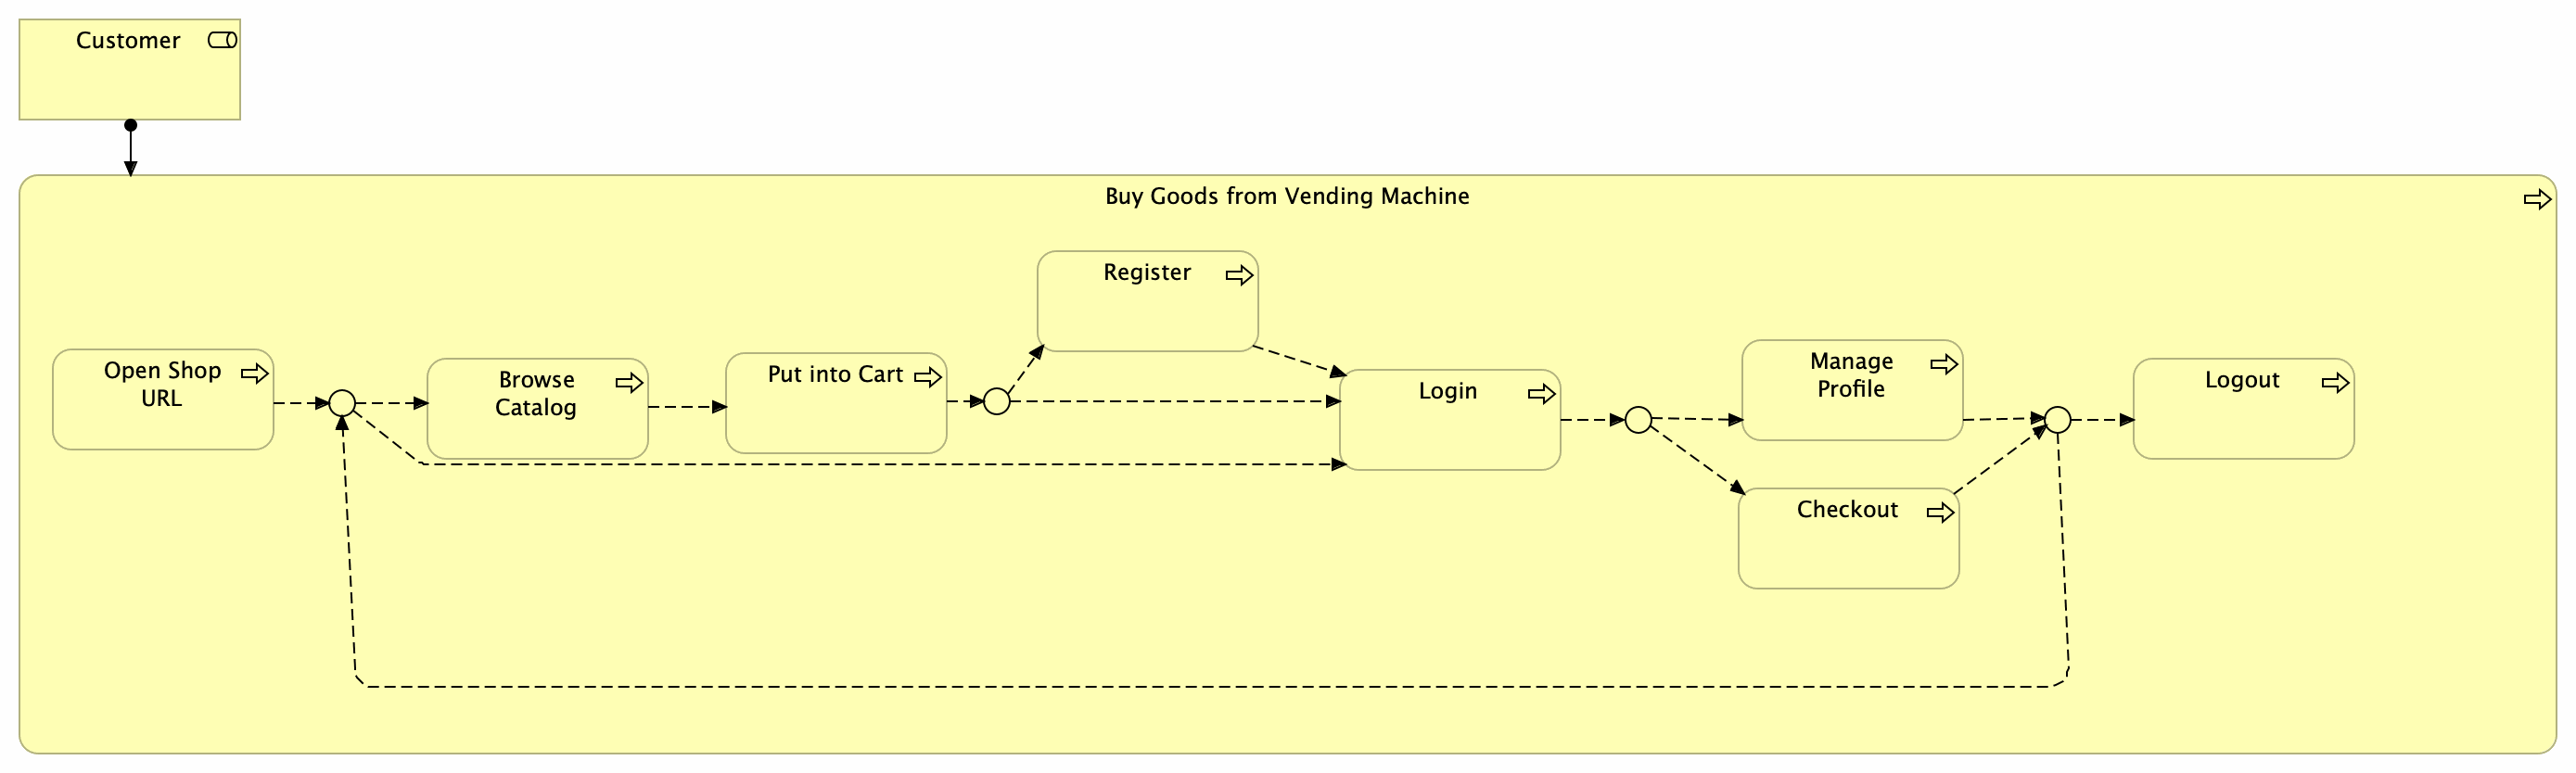 Customer
Buy Goods from Vending Machine
Register
Open Shop
URL
Browse
Catalog
Put into Cart
Login
Manage
Profile
Logout
Checkout